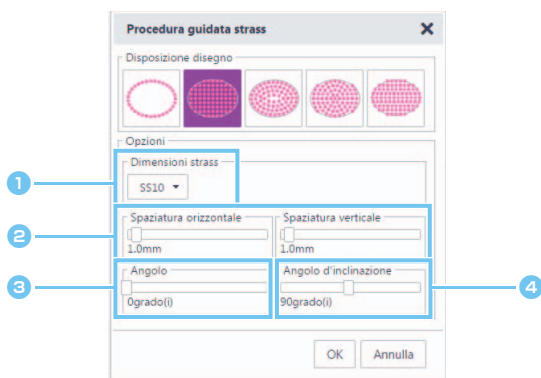 Procedura guidata strass
Disposizione disegno
Opzioni
Dimensioni strass
1
SS10
Spaziatura orizzontale Spaziatura verticale
2
1.0mm 1.0mm
Angolo Angolo d'inclinazione
3 4
0grado(i) 90grado(i)
OK Annulla